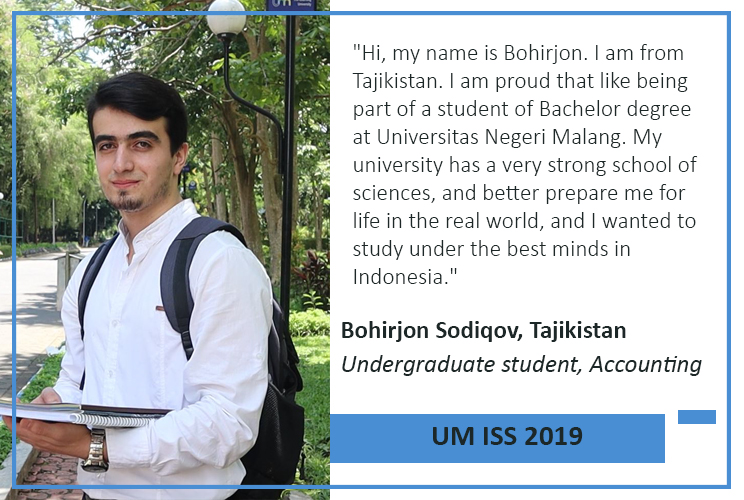 UM
University
"Hi, my name is Bohirjon. I am from
Tajikistan. I am proud that like being
part of a student of Bachelor degree
at Universitas Negeri Malang. My
university has a very strong school of
sciences, and better prepare me for
life in the real world, and I wanted to
study under the best minds in
Indonesia."
Bohirjon Sodiqov, Tajikistan
Undergraduate student, Accounting
UM ISS 2019